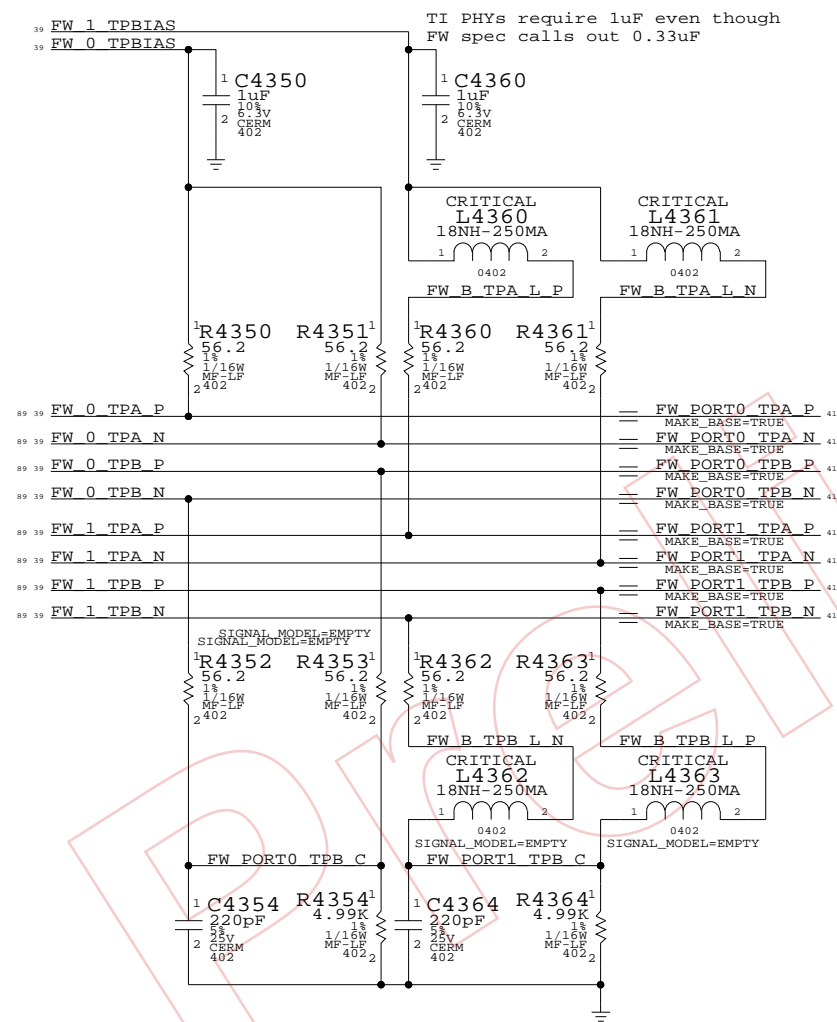 TI PHYs require 1uF even though
FW spec calls out 0.33uF
39 FW_1_TPBIAS
39 FW_0_TPBIAS
1 C4350
1uF
10%
6.3V
2 CERM
402
1 C4360
1uF
10%
6.3V
2 CERM
402
CRITICAL
L4360
18NH-250MA
1 2
0402
FW_B_TPA_L_P
CRITICAL
L4361
18NH-250MA
1 2
0402
FW_B_TPA_L_N
1 R4350
56.2
1%
1/16W
MF-LF
2 402
R4351 1
56.2
1%
1/16W
MF-LF
402 2
1 R4360
56.2
1%
1/16W
MF-LF
2 402
R4361 1
56.2
1%
1/16W
MF-LF
402 2
89 39 FW_0_TPA_P FW_PORT0_TPA_P 41
MAKE_BASE=TRUE
89 39 FW_0_TPA_N FW_PORT0_TPA_N 41
MAKE_BASE=TRUE
89 39 FW_0_TPB_P FW_PORT0_TPB_P 41
MAKE_BASE=TRUE
89 39 FW_0_TPB_N FW_PORT0_TPB_N 41
MAKE_BASE=TRUE
89 39 FW_1_TPA_P FW_PORT1_TPA_P 41
MAKE_BASE=TRUE
89 39 FW_1_TPA_N FW_PORT1_TPA_N 41
MAKE_BASE=TRUE
89 39 FW_1_TPB_P FW_PORT1_TPB_P 41
MAKE_BASE=TRUE
89 39 FW_1_TPB_N FW_PORT1_TPB_N 41
MAKE_BASE=TRUE
SIGNAL_MODEL=EMPTY
SIGNAL_MODEL=EMPTY
1 R4352
56.2
1%
1/16W
MF-LF
2 402
R4353 1
56.2
1%
1/16W
MF-LF
402 2
1 R4362
56.2
1%
1/16W
MF-LF
2 402
R4363 1
56.2
1%
1/16W
MF-LF
402 2
FW_B_TPB_L_N
CRITICAL
L4362
18NH-250MA
1 2
0402
SIGNAL_MODEL=EMPTY
FW_B_TPB_L_P
CRITICAL
L4363
18NH-250MA
1 2
0402
SIGNAL_MODEL=EMPTY
FW_PORT0_TPB_C
FW_PORT1_TPB_C
1 C4354
220pF
5%
25V
2 CERM
402
R4354 1
4.99K
1%
1/16W
MF-LF
402 2
1 C4364
220pF
5%
25V
2 CERM
402
R4364 1
4.99K
1%
1/16W
MF-LF
402 2
Preli